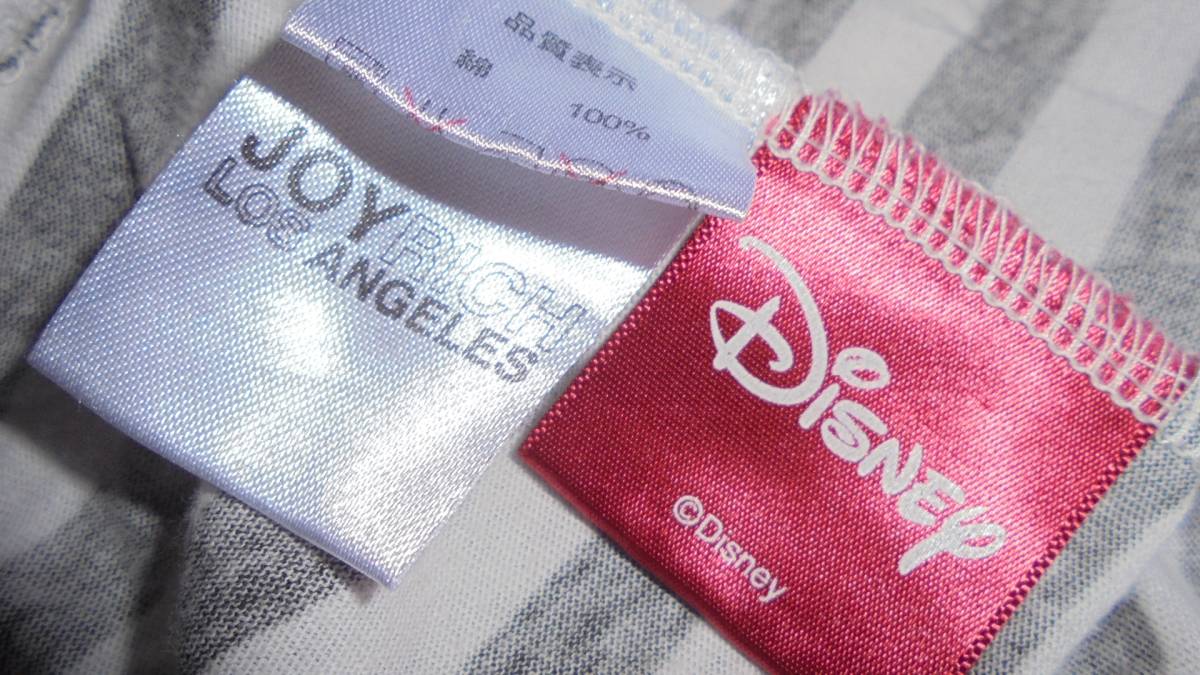 品質表示
綿 100%
JOYRICH
LOS ANGELES
Disney
©Disney